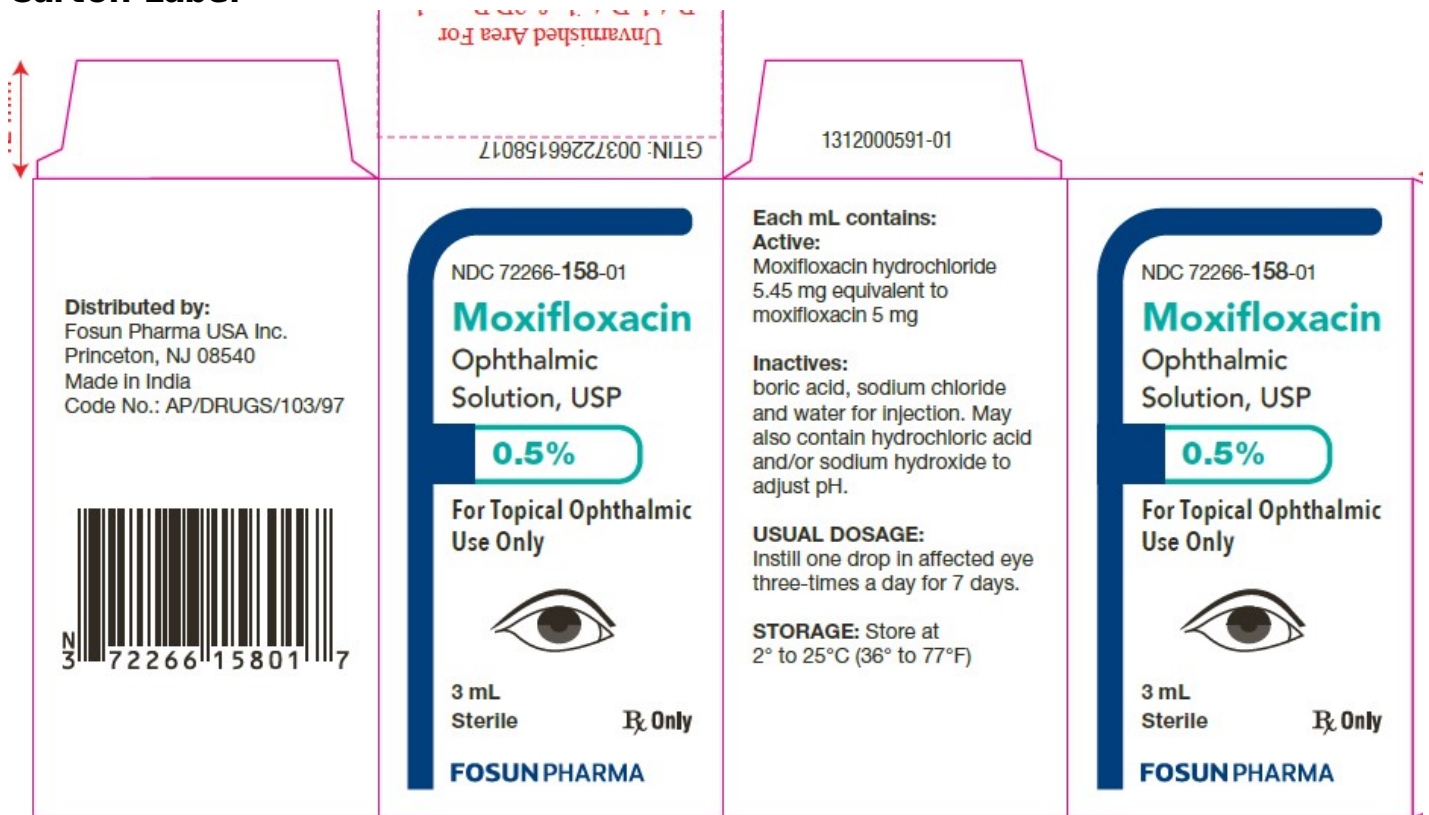 Unvarnished Area For
GTIN: 00372266158017
1312000591-01
Distributed by:
Fosun Pharma USA Inc.
Princeton, NJ 08540
Made in India
Code No.: AP/DRUGS/103/97
N
3 72266 15801 7
NDC 72266-158-01
Moxifloxacin
Ophthalmic
Solution, USP
0.5%
For Topical Ophthalmic
Use Only
3 mL
Sterile
Rx Only
FOSUN PHARMA
Each mL contains:
Active:
Moxifloxacin hydrochloride
5.45 mg equivalent to
moxifloxacin 5 mg
Inactives:
boric acid, sodium chloride
and water for injection. May
also contain hydrochloric acid
and/or sodium hydroxide to
adjust pH.
USUAL DOSAGE:
Instill one drop in affected eye
three-times a day for 7 days.
STORAGE: Store at
2° to 25°C (36° to 77°F)
NDC 72266-158-01
Moxifloxacin
Ophthalmic
Solution, USP
0.5%
For Topical Ophthalmic
Use Only
3 mL
Sterile
Rx Only
FOSUN PHARMA